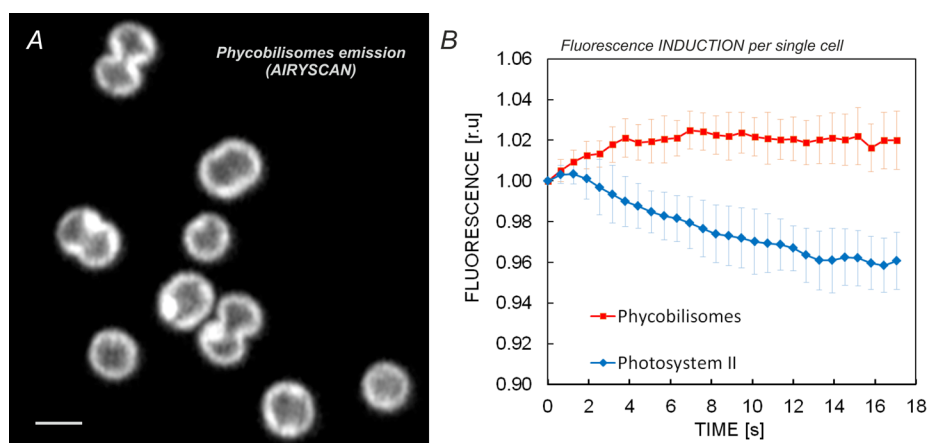 A
Phycobilisomes emission
(AIRYSCAN)
B
Fluorescence INDUCTION per single cell
FLUORESCENCE [r.u]
1.06
1.04
1.02
1.00
0.98
0.96
0.94
0.92
0.90
Phycobilisomes
Photosystem II
0 2 4 6 8 10 12 14 16 18
TIME [s]